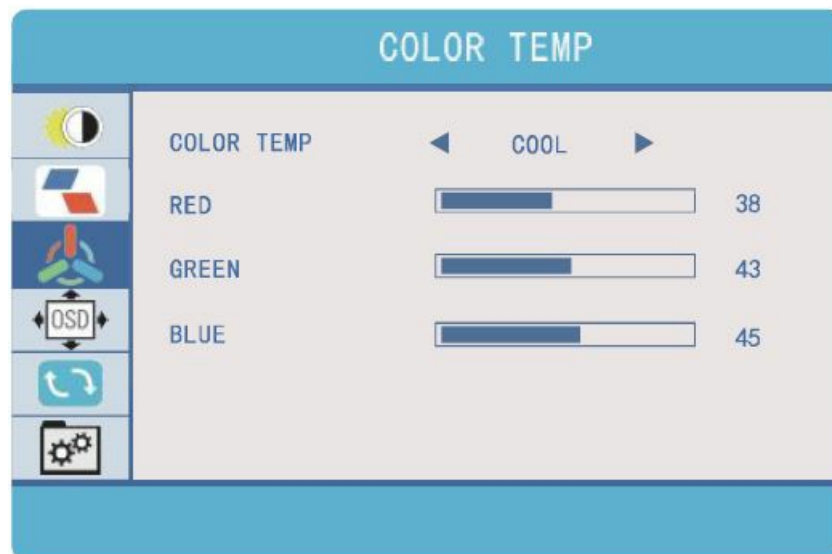 COLOR TEMP
COLOR TEMP COOL
RED 38
GREEN 43
OSD
BLUE 45